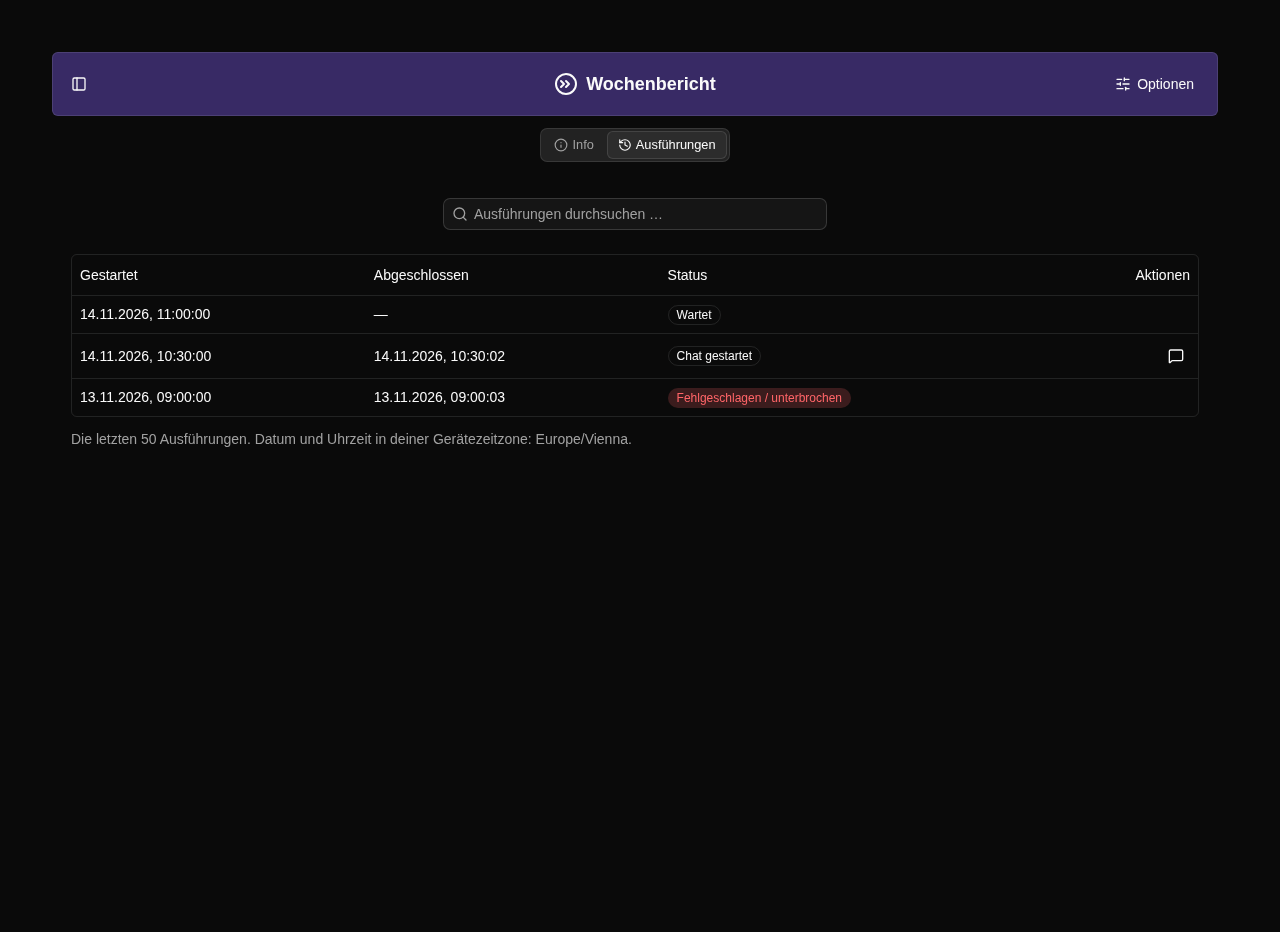 Wochenbericht
Optionen
Info
Ausführungen
Ausführungen durchsuchen …
Gestartet Abgeschlossen Status Aktionen
14.11.2026, 11:00:00 — Wartet
14.11.2026, 10:30:00 14.11.2026, 10:30:02 Chat gestartet
13.11.2026, 09:00:00 13.11.2026, 09:00:03 Fehlgeschlagen / unterbrochen
Die letzten 50 Ausführungen. Datum und Uhrzeit in deiner Gerätezeitzone: Europe/Vienna.